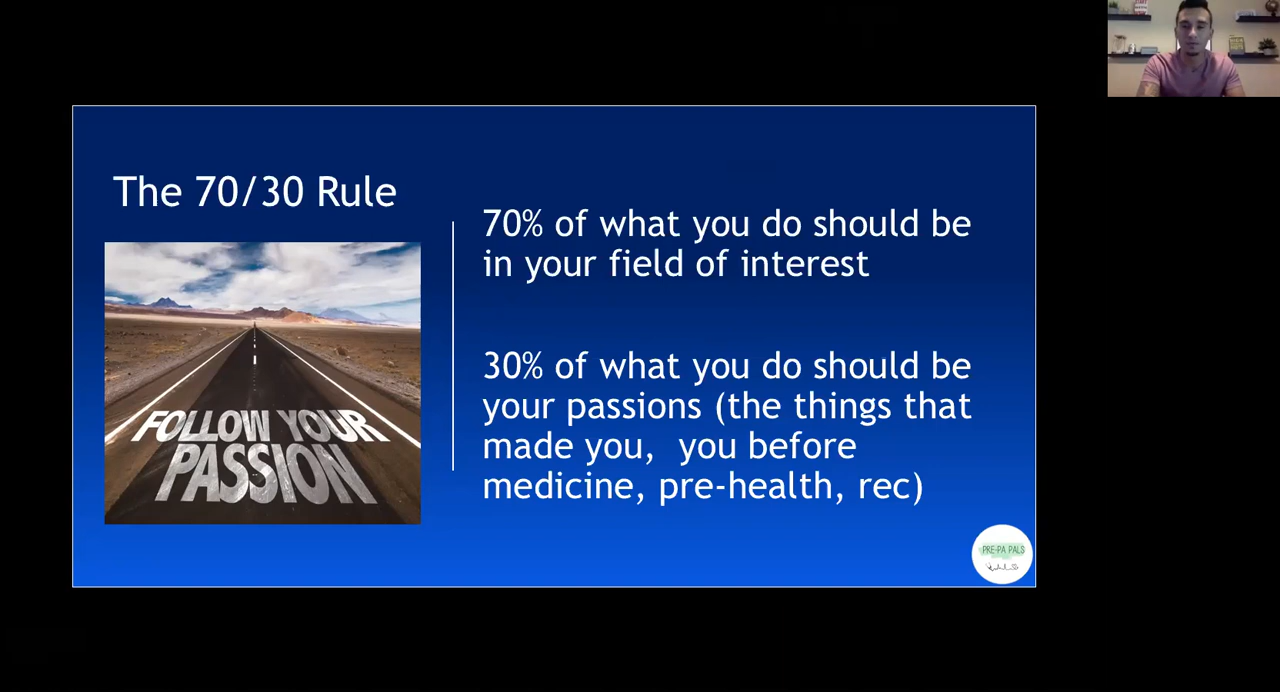 The 70/30 Rule
FOLLOW YOUR
PASSION
70% of what you do should be
in your field of interest
30% of what you do should be
your passions (the things that
made you,  you before
medicine, pre-health, rec)
PRE-PA PALS